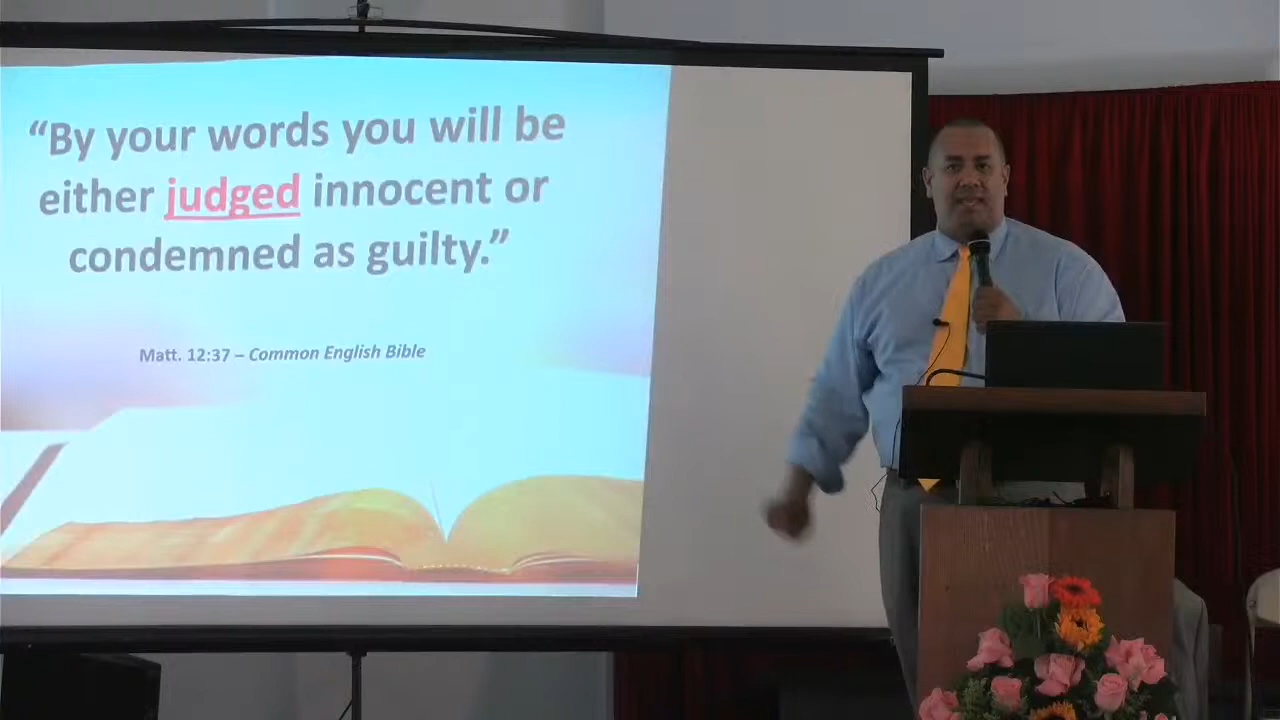 “By your words you will be
either judged innocent or
condemned as guilty.”
Matt. 12:37 – Common English Bible